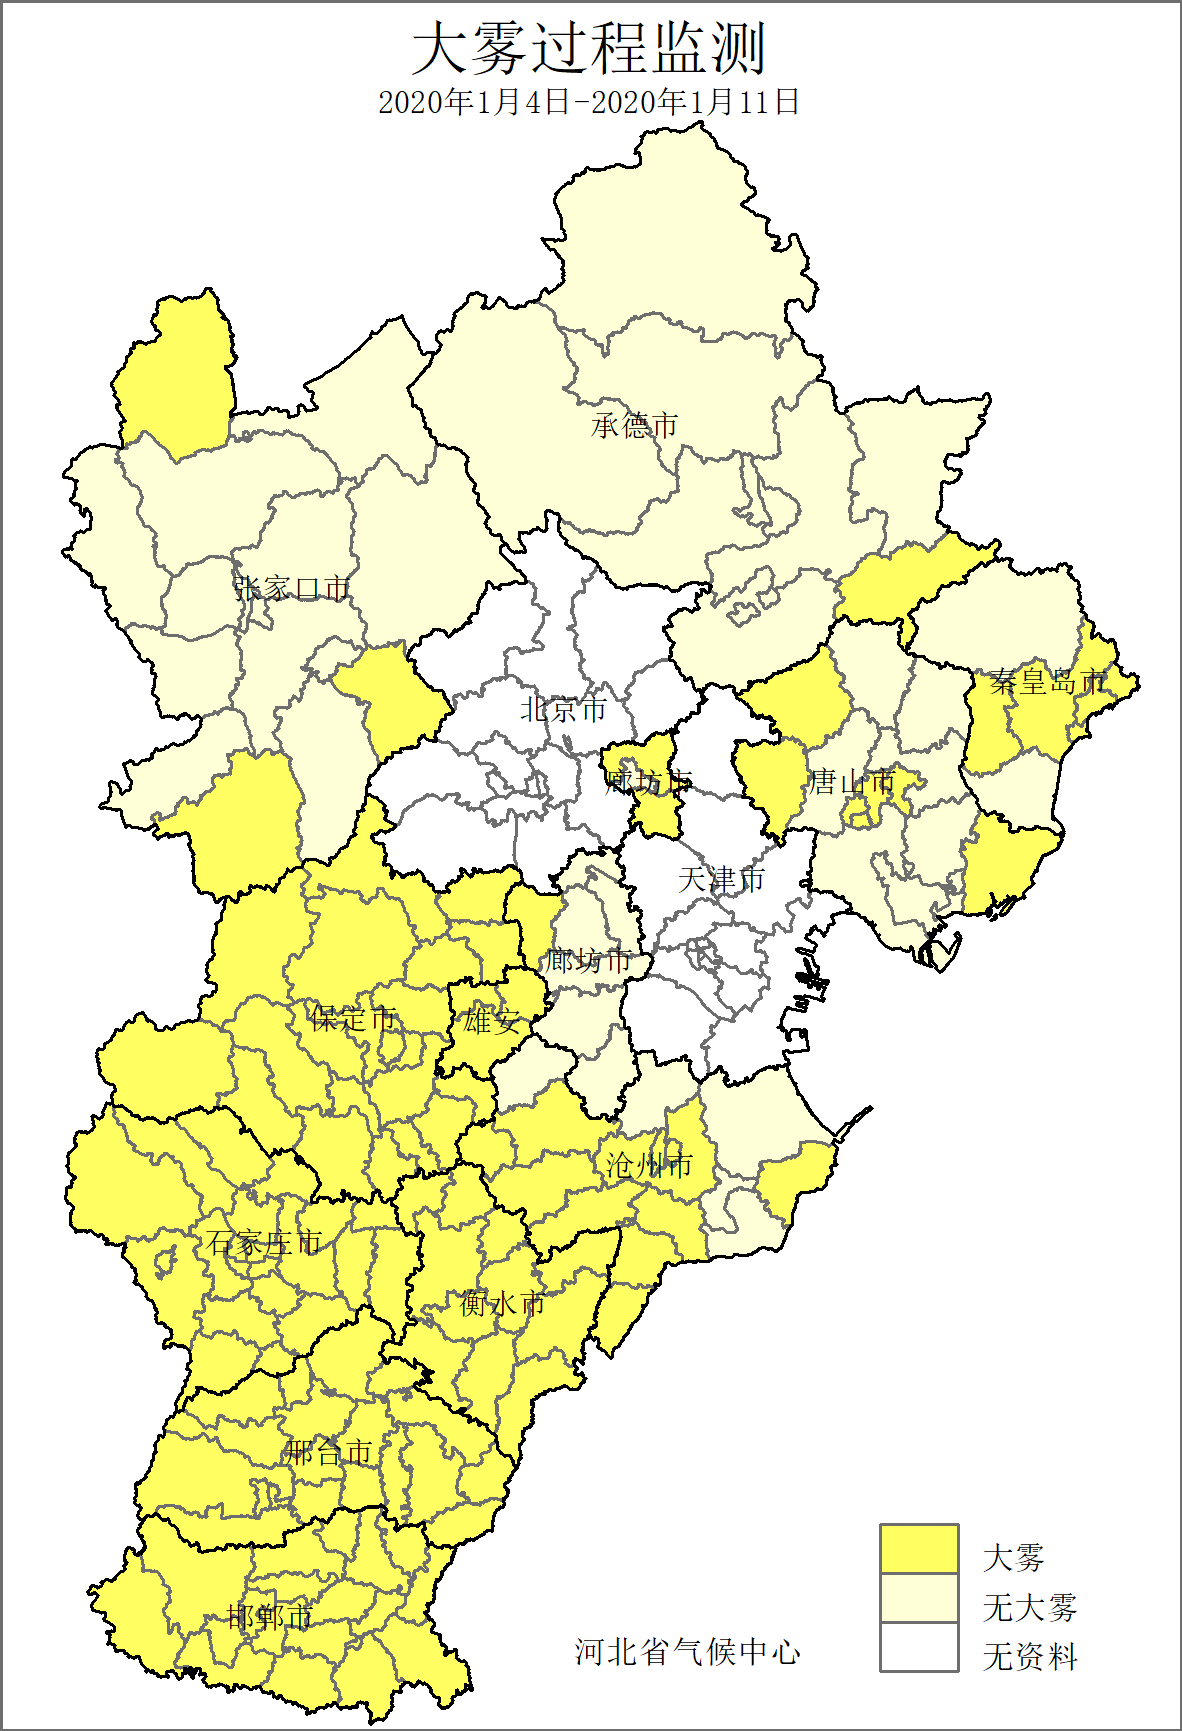 大雾过程监测
2020年1月4日-2020年1月11日
承德市
张家口市
秦皇岛市
北京市
廊坊市
唐山市
天津市
廊坊市
保定市
雄安
沧州市
石家庄市
衡水市
邢台市
邯郸市
大雾
无大雾
无资料
河北省气候中心